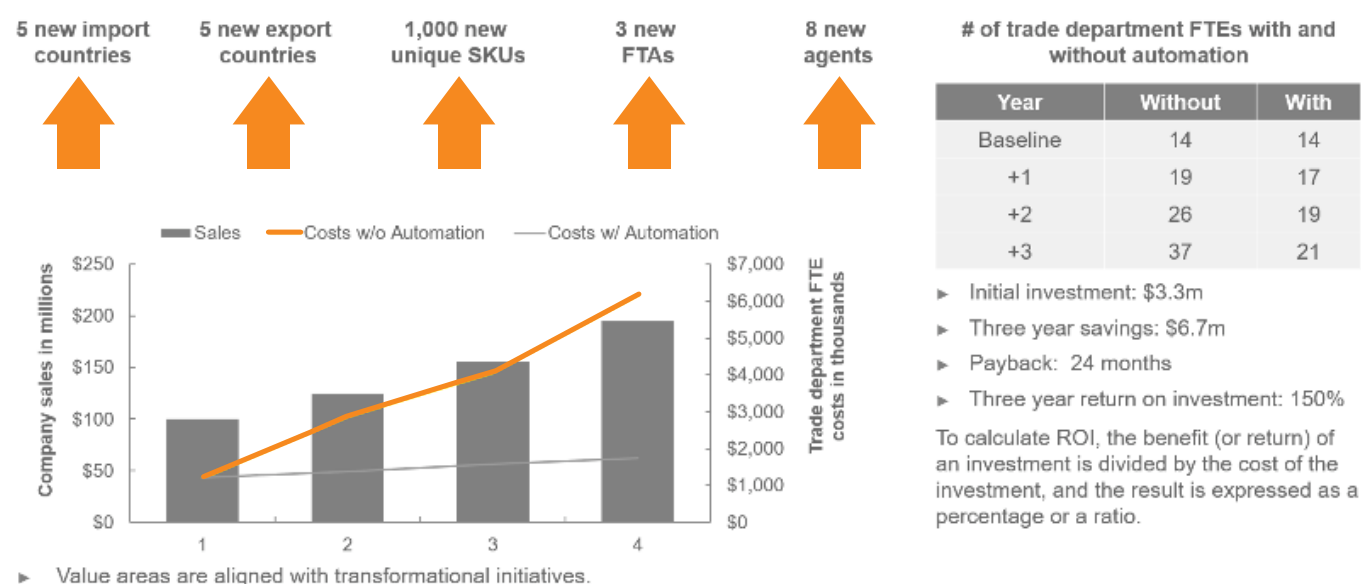 5 new import
countries
5 new export
countries
1,000 new
unique SKUs
3 new
FTAs
8 new
agents
Sales Costs w/o Automation Costs w/ Automation
Company sales in millions
$250
$200
$150
$100
$50
$0
1 2 3 4
$7,000
$6,000
$5,000
$4,000
$3,000
$2,000
$1,000
$0
Trade department FTE
costs in thousands
► Value areas are aligned with transformational initiatives.
# of trade department FTEs with and
without automation
Year Without With
Baseline 14 14
+1 19 17
+2 26 19
+3 37 21
► Initial investment: $3.3m
► Three year savings: $6.7m
► Payback: 24 months
► Three year return on investment: 150%
To calculate ROI, the benefit (or return) of
an investment is divided by the cost of the
investment, and the result is expressed as a
percentage or a ratio.